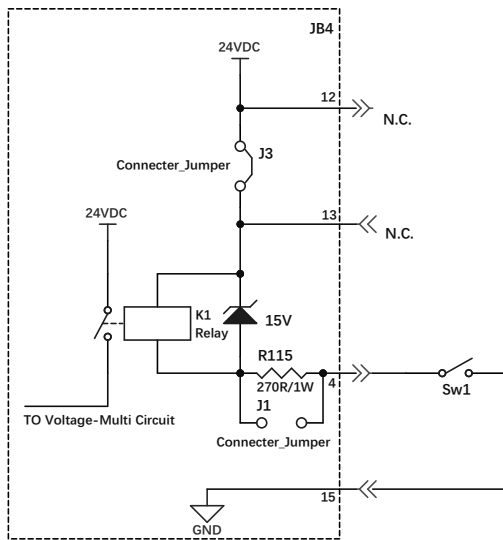 JB4
24VDC
12
N.C.
J3
Connecter_Jumper
24VDC
13
N.C.
K1
Relay
15V
R115
270R/1W
4
Sw1
J1
TO Voltage-Multi Circuit
Connecter_Jumper
15
GND